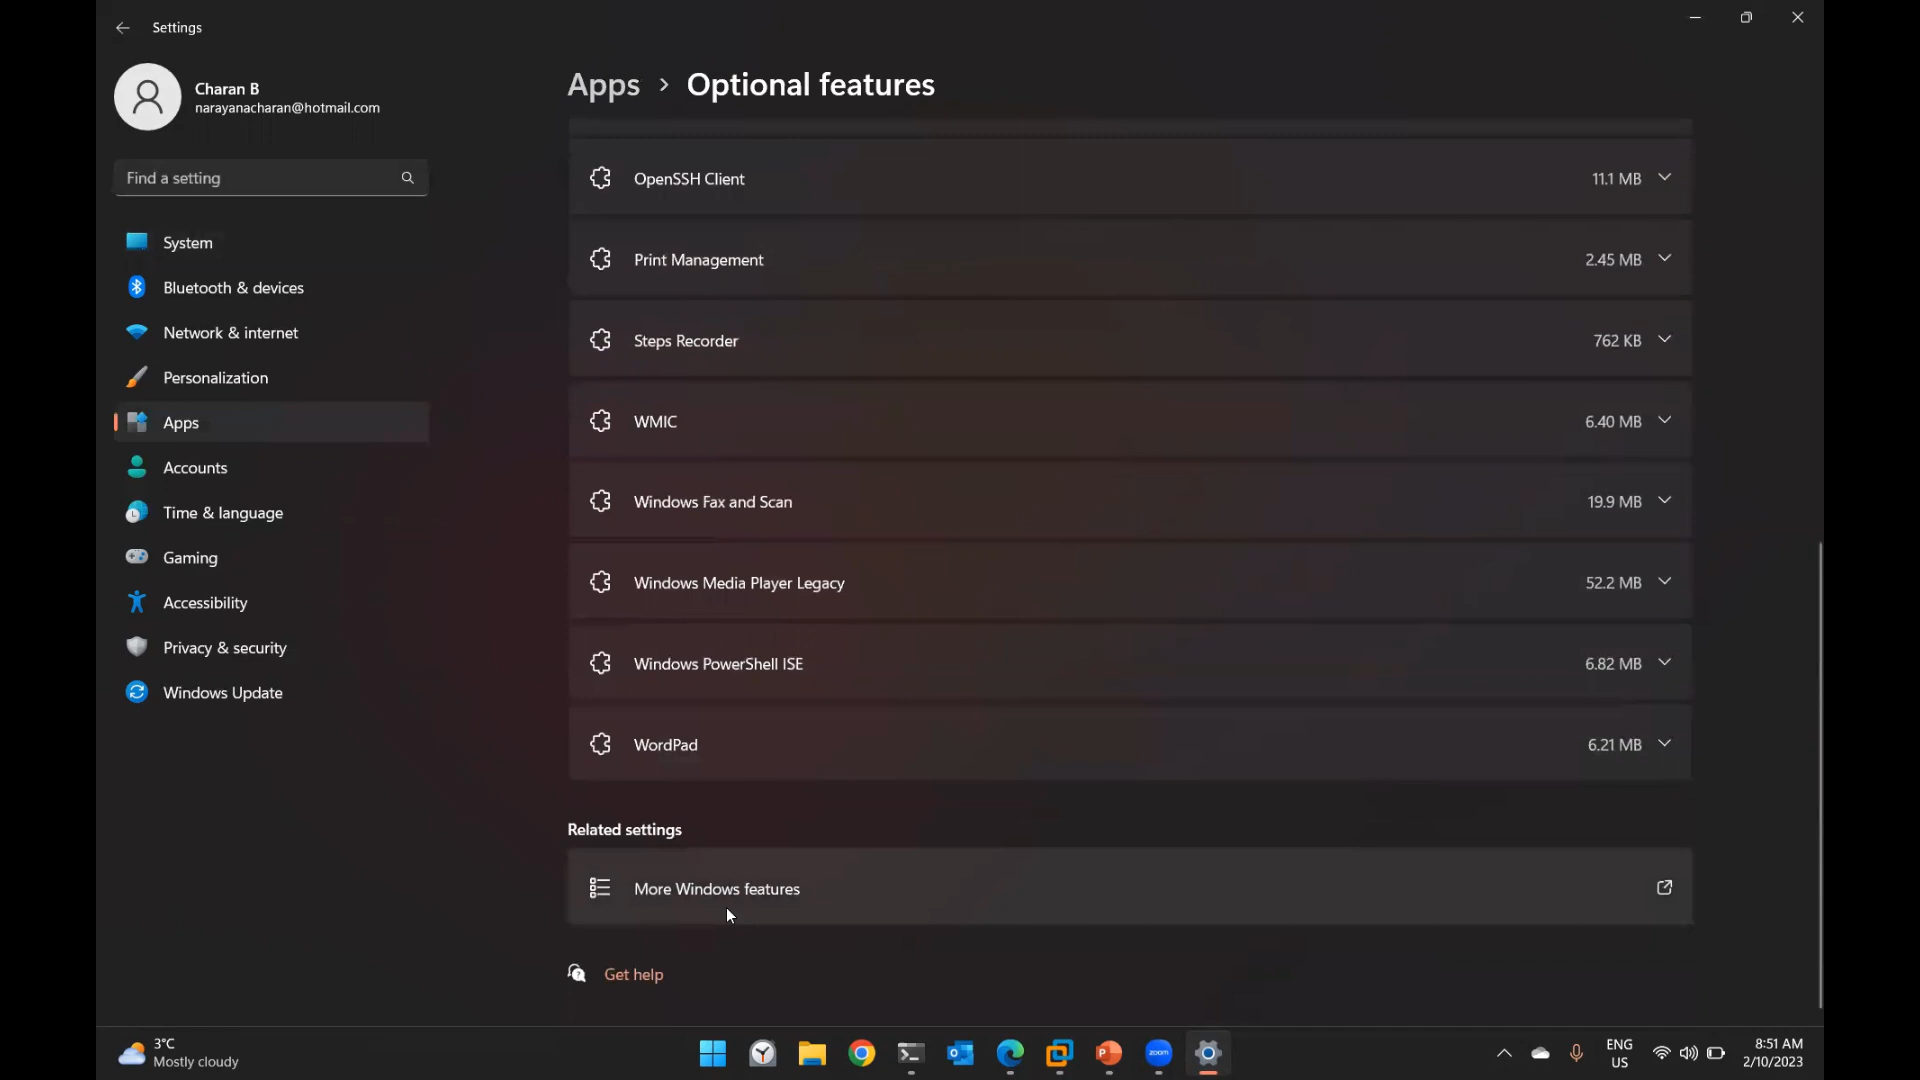 Settings
Charan B
narayanacharan@hotmail.com
Find a setting
System
Bluetooth & devices
Network & internet
Personalization
Apps
Accounts
Time & language
Gaming
Accessibility
Privacy & security
Windows Update
Apps > Optional features
OpenSSH Client 11.1 MB
Print Management 2.45 MB
Steps Recorder 762 KB
WMIC 6.40 MB
Windows Fax and Scan 19.9 MB
Windows Media Player Legacy 52.2 MB
Windows PowerShell ISE 6.82 MB
WordPad 6.21 MB
Related settings
More Windows features
Get help
3°C
Mostly cloudy
zoom
ENG
US
8:51 AM
2/10/2023